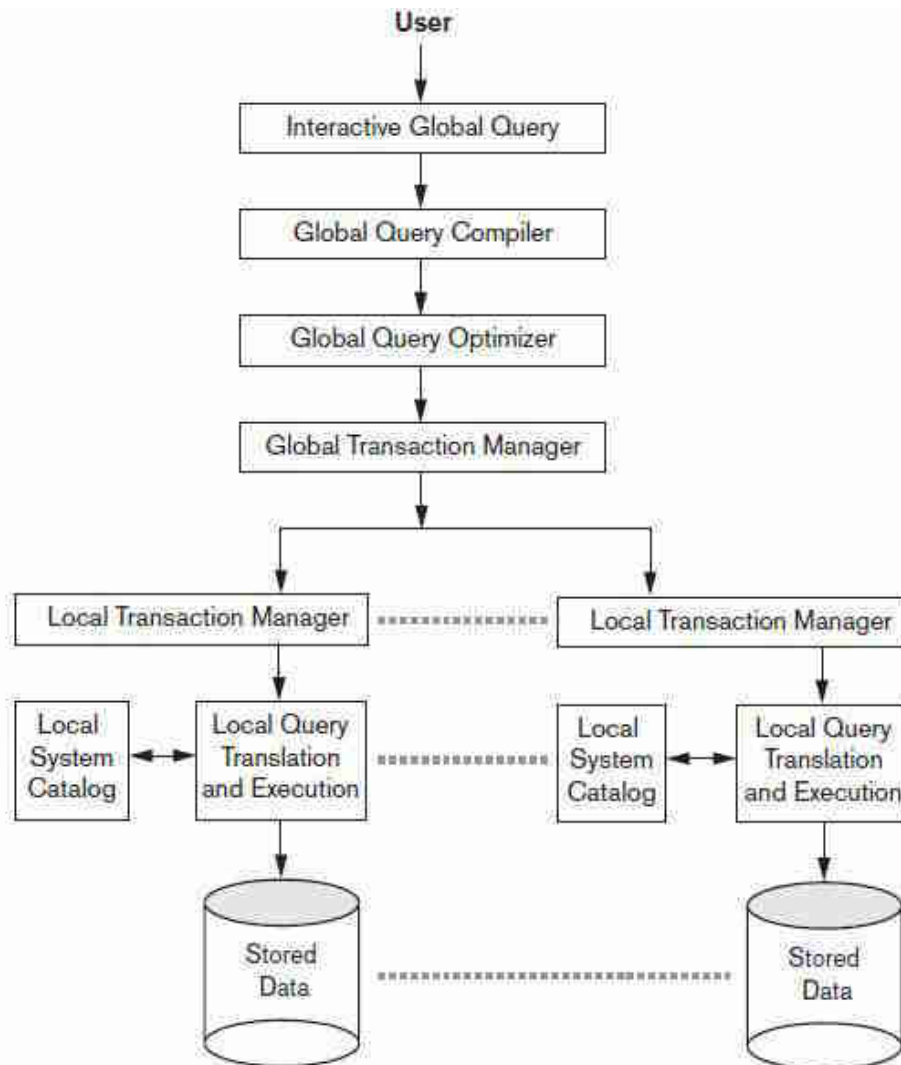 User
Interactive Global Query
Global Query Compiler
Global Query Optimizer
Global Transaction Manager
Local Transaction Manager
Local Transaction Manager
Local
System
Catalog
Local Query
Translation
and Execution
Local
System
Catalog
Local Query
Translation
and Execution
Stored
Data
Stored
Data